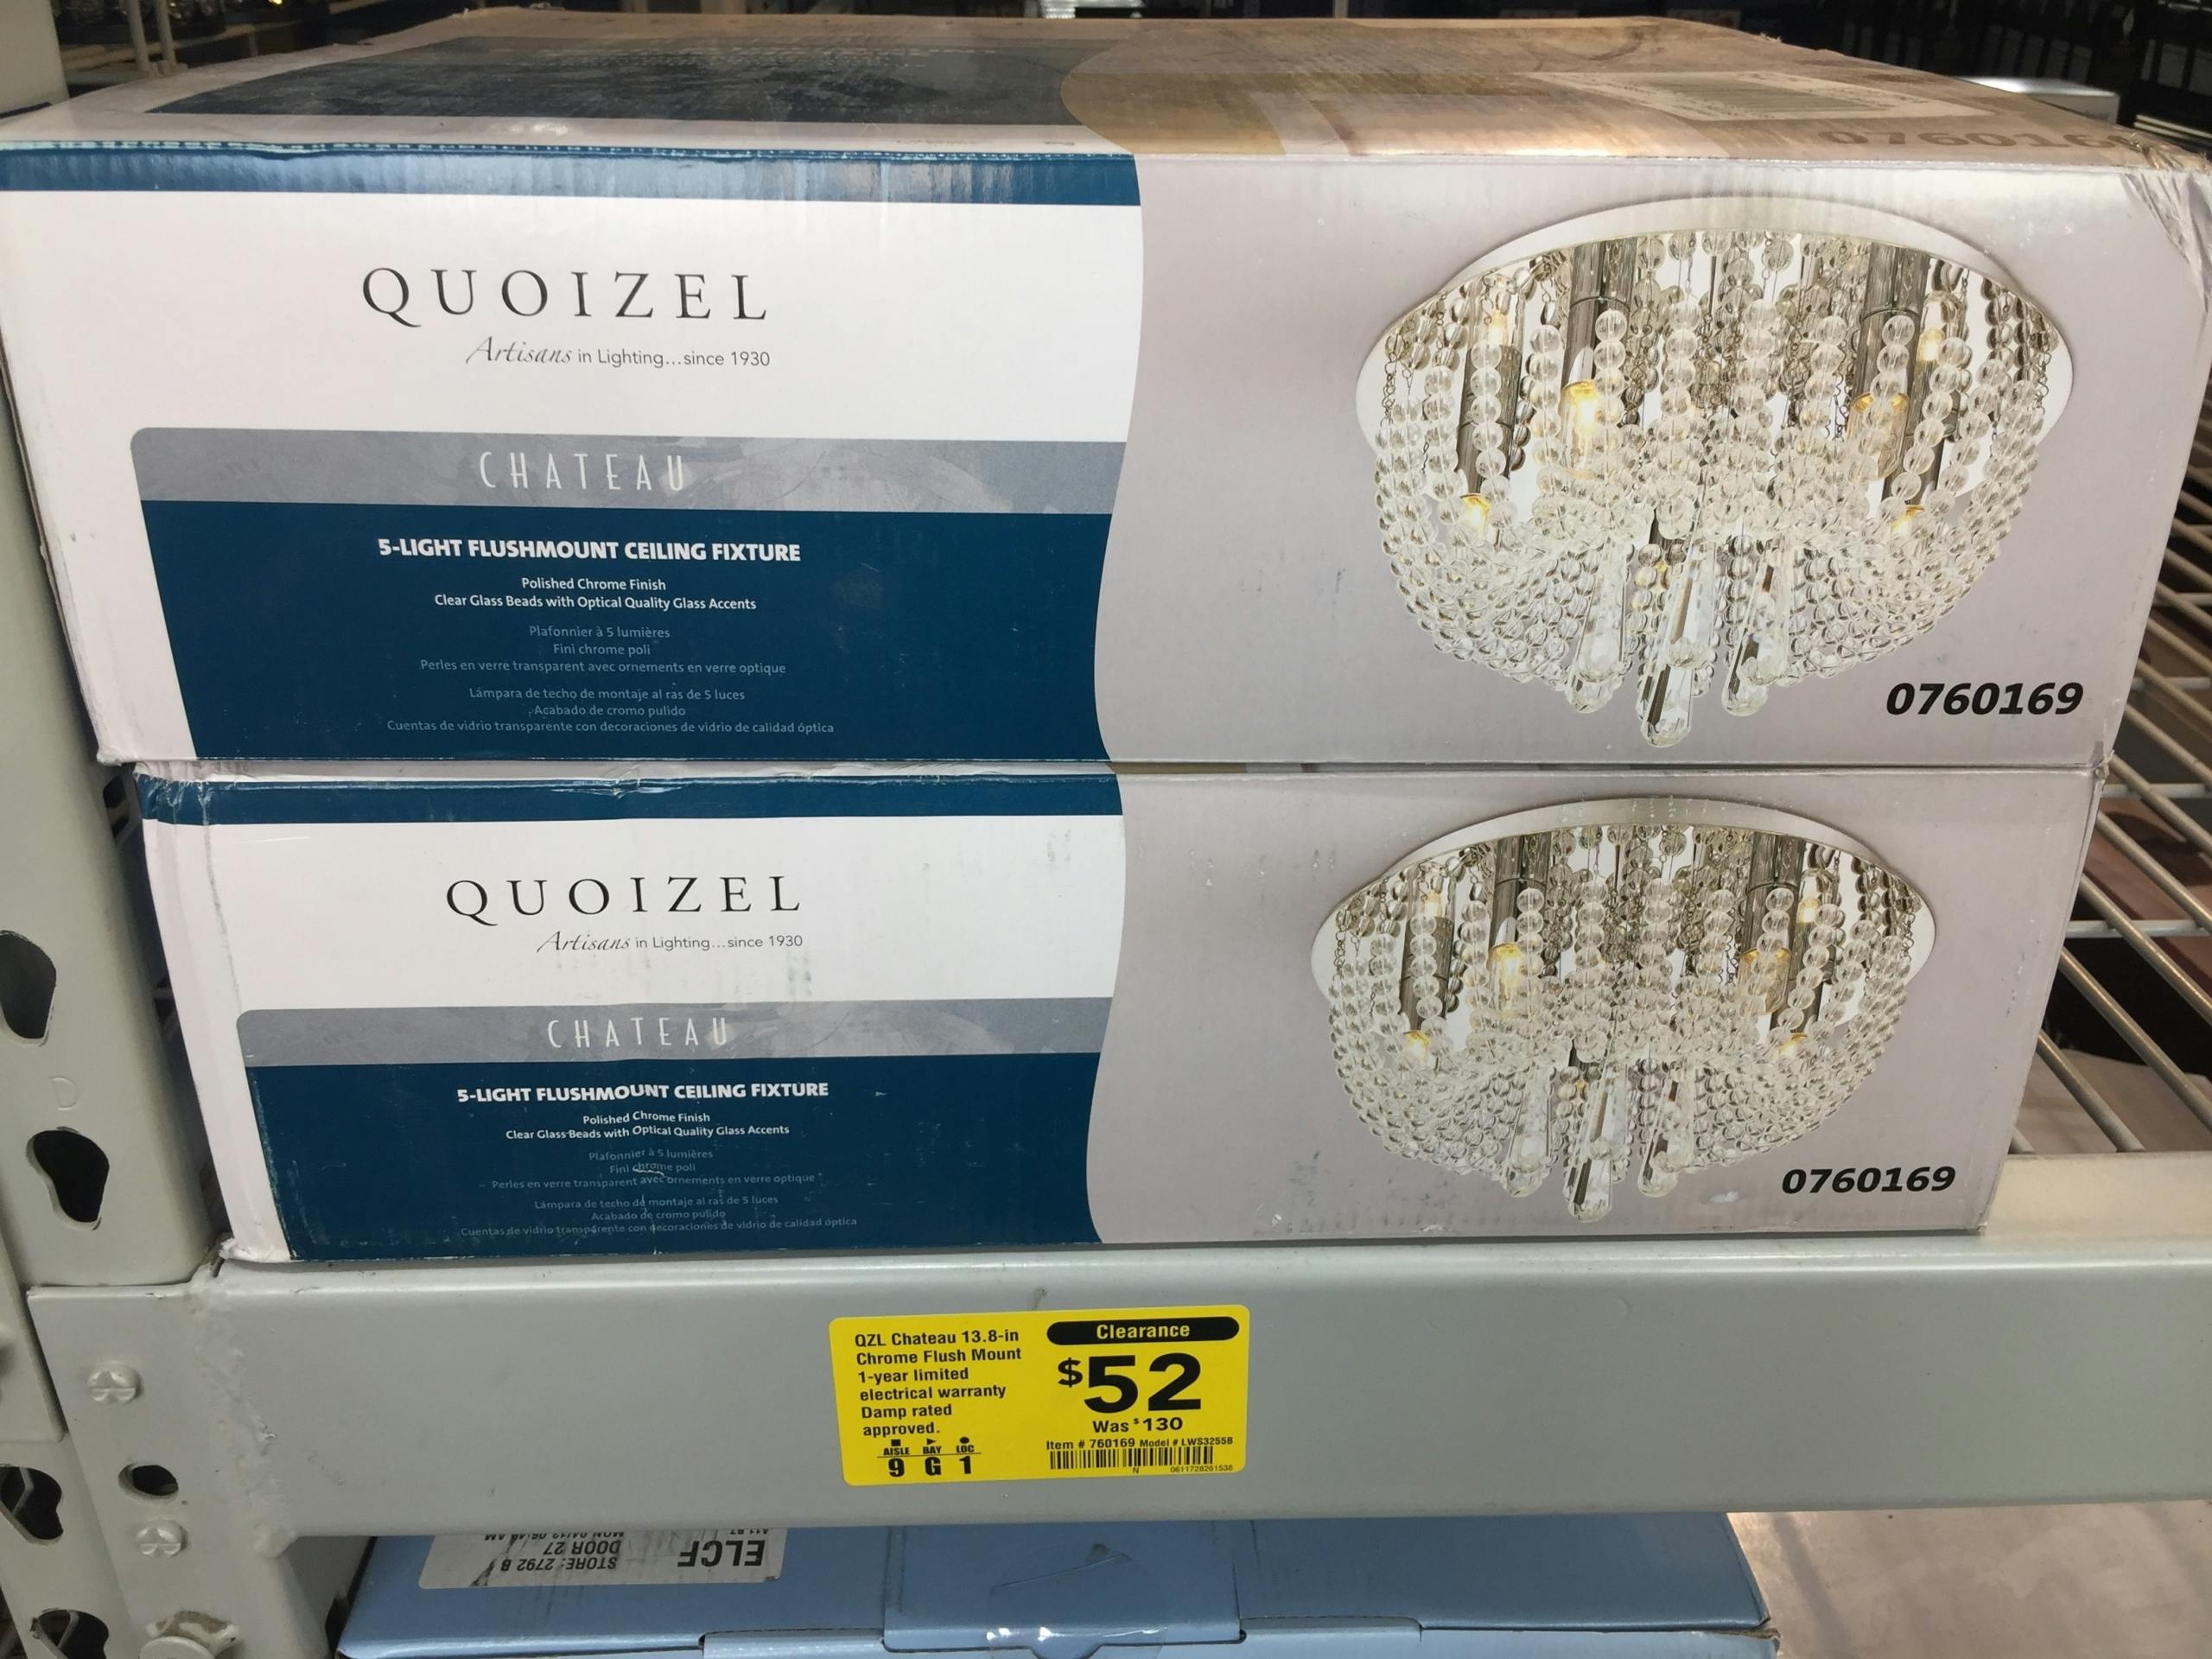 0760169
QUOIZEL
Artisans in Lighting...since 1930
CHATEAU
5-LIGHT FLUSHMOUNT CEILING FIXTURE
Polished Chrome Finish
Clear Glass Beads with Optical Quality Glass Accents
Plafonnier à 5 lumières
Fini chrome poli
Perles en verre transparent avec ornements en verre optique
Lámpara de techo de montaje al ras de 5 luces
Acabado de cromo pulido
Cuentas de vidrio transparente con decoraciones de vidrio de calidad óptica
0760169
QUOIZEL
Artisans in Lighting...since 1930
CHATEAU
5-LIGHT FLUSHMOUNT CEILING FIXTURE
Polished Chrome Finish
Clear Glass Beads with Optical Quality Glass Accents
Plafonnier à 5 lumières
Fini chrome poli
Perles en verre transparent avec ornements en verre optique
Lámpara de techo de montaje al ras de 5 luces
Acabado de cromo pulido
Cuentas de vidrio transparente con decoraciones de vidrio de calidad óptica
0760169
QZL Chateau 13.8-in
Chrome Flush Mount
1-year limited
electrical warranty
Damp rated
approved.
AISLE BAY LOC
9 G 1
Clearance
$52
Was $130
Item # 760169 Model # LWS3255B
N 0611728261538
ELCF
STORE: 2792 B
DOOR 27